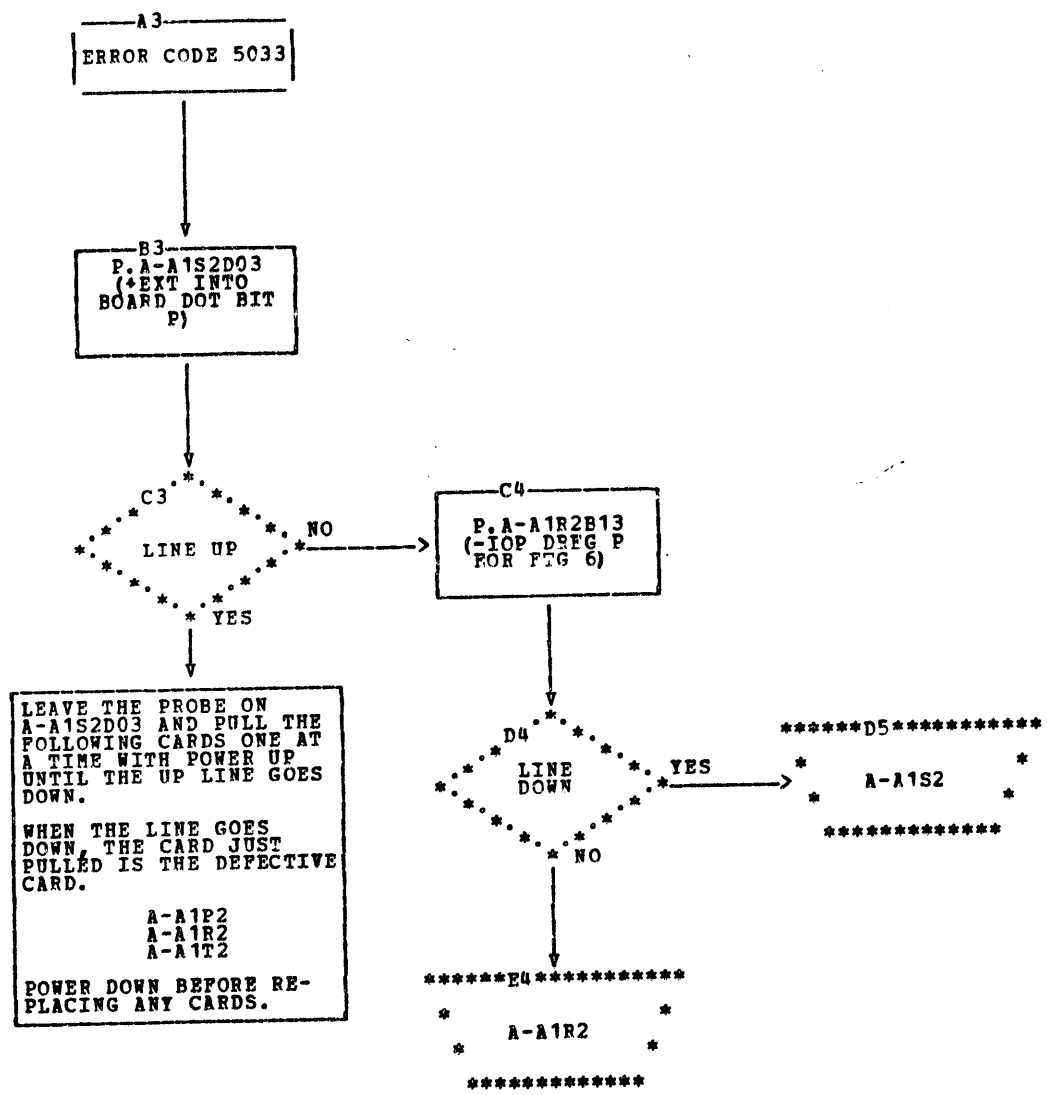 A3
ERROR CODE 5033
B3
P.A-A1S2D03
(+EXT INTO
BOARD DOT BIT
P)
C3
LINE UP
NO
YES
C4
P.A-A1R2B13
(-IOP DREG P
FOR FTG 6)
LEAVE THE PROBE ON
A-A1S2D03 AND PULL THE
FOLLOWING CARDS ONE AT
A TIME WITH POWER UP
UNTIL THE UP LINE GOES
DOWN.
WHEN THE LINE GOES
DOWN, THE CARD JUST
PULLED IS THE DEFECTIVE
CARD.
A-A1P2
A-A1R2
A-A1T2
POWER DOWN BEFORE RE-
PLACING ANY CARDS.
D4
LINE
DOWN
YES
NO
D5
A-A1S2
E4
A-A1R2